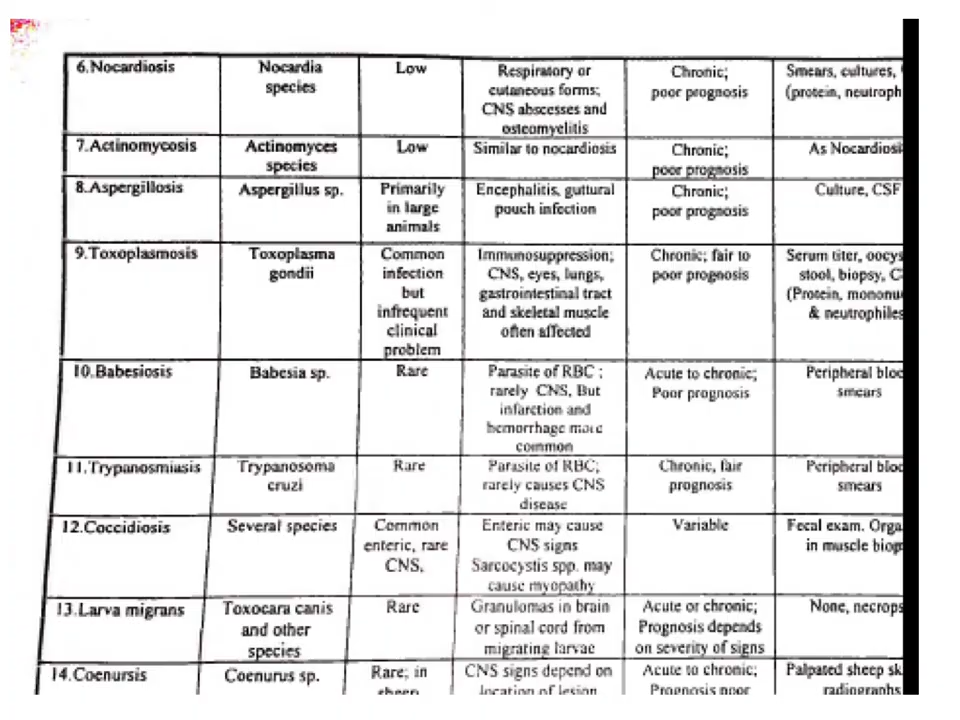 6.Nocardiosis
Nocardia
species
Low
Respiratory or
cutaneous forms;
CNS abscesses and
osteomyelitis
Chronic;
poor prognosis
Smears, cultures,
(protein, neutroph
7.Actinomycosis
Actinomyces
species
Low
Similar to nocardiosis
Chronic;
poor prognosis
As Nocardiosi
8.Aspergillosis
Aspergillus sp.
Primarily
in large
animals
Encephalitis, guttural
pouch infection
Chronic;
poor prognosis
Culture, CSF
9.Toxoplasmosis
Toxoplasma
gondii
Common
infection
but
infrequent
clinical
problem
Immunosuppression;
CNS, eyes, lungs,
gastrointestinal tract
and skeletal muscle
often affected
Chronic; fair to
poor prognosis
Serum titer, oocys
stool, biopsy, C
(Protein, mononu
& neutrophiles
10.Babesiosis
Babesia sp.
Rare
Parasite of RBC ;
rarely CNS, But
infarction and
hemorrhage more
common
Acute to chronic;
Poor prognosis
Peripheral bloo
smears
11.Trypanosmiasis
Trypanosoma
cruzi
Rare
Parasite of RBC;
rarely causes CNS
disease
Chronic, fair
prognosis
Peripheral bloo
smears
12.Coccidiosis
Several species
Common
enteric, rare
CNS,
Enteric may cause
CNS signs
Sarcocystis spp. may
cause myopathy
Variable
Fecal exam. Orga
in muscle biop
13.Larva migrans
Toxocara canis
and other
species
Rare
Granulomas in brain
or spinal cord from
migrating larvae
Acute or chronic;
Prognosis depends
on severity of signs
None, necrops
14.Coenursis
Coenurus sp.
Rare; in
sheep
CNS signs depend on
location of lesion
Acute to chronic;
Prognosis poor
Palpated sheep sk
radiographs